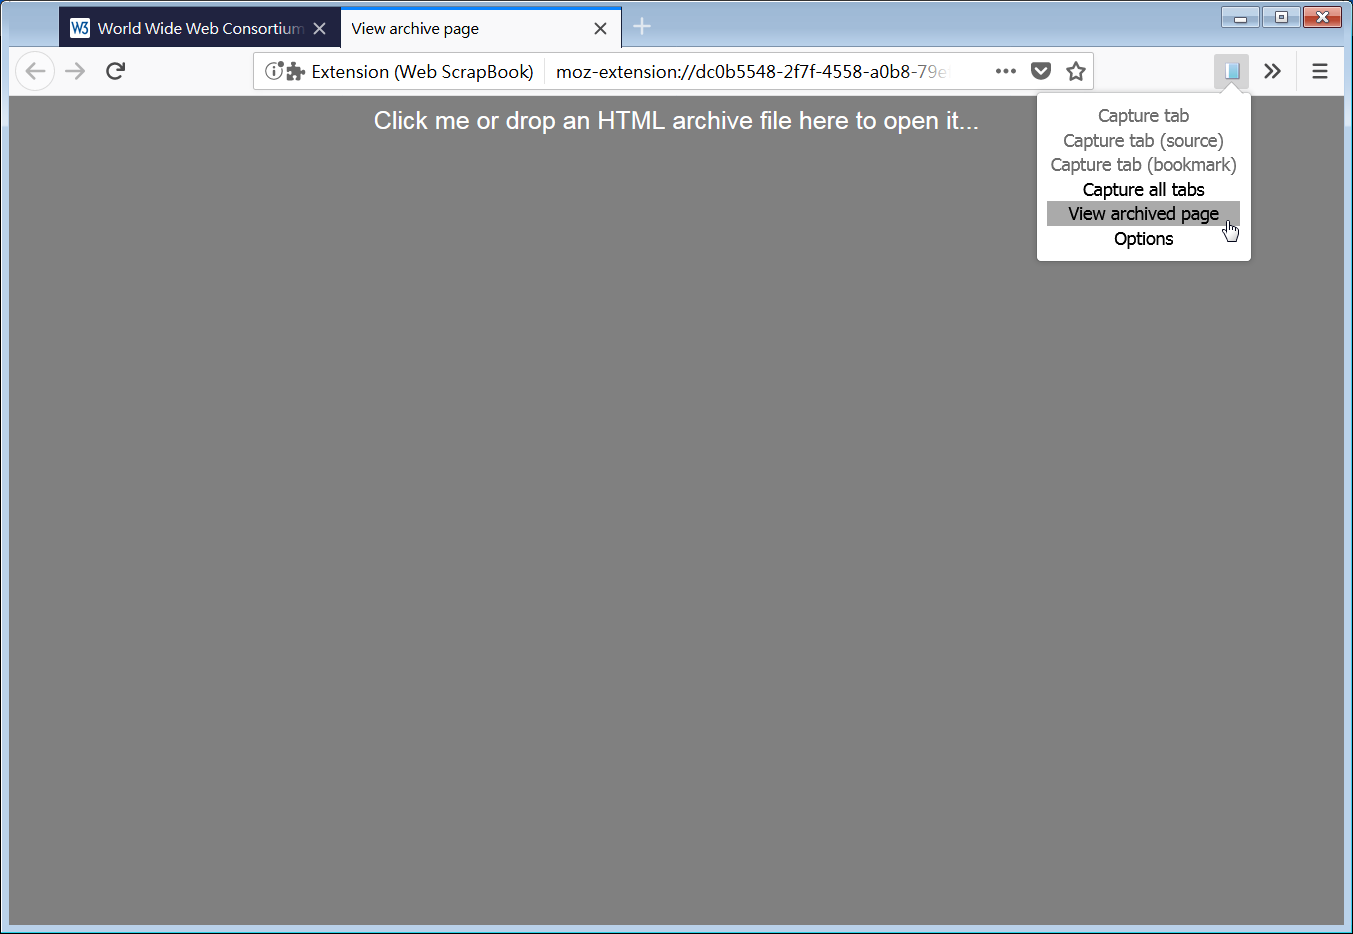 W3 World Wide Web Consortium
View archive page
Extension (Web ScrapBook) moz-extension://dc0b5548-2f7f-4558-a0b8-79e
Click me or drop an HTML archive file here to open it...
Capture tab
Capture tab (source)
Capture tab (bookmark)
Capture all tabs
View archived page
Options